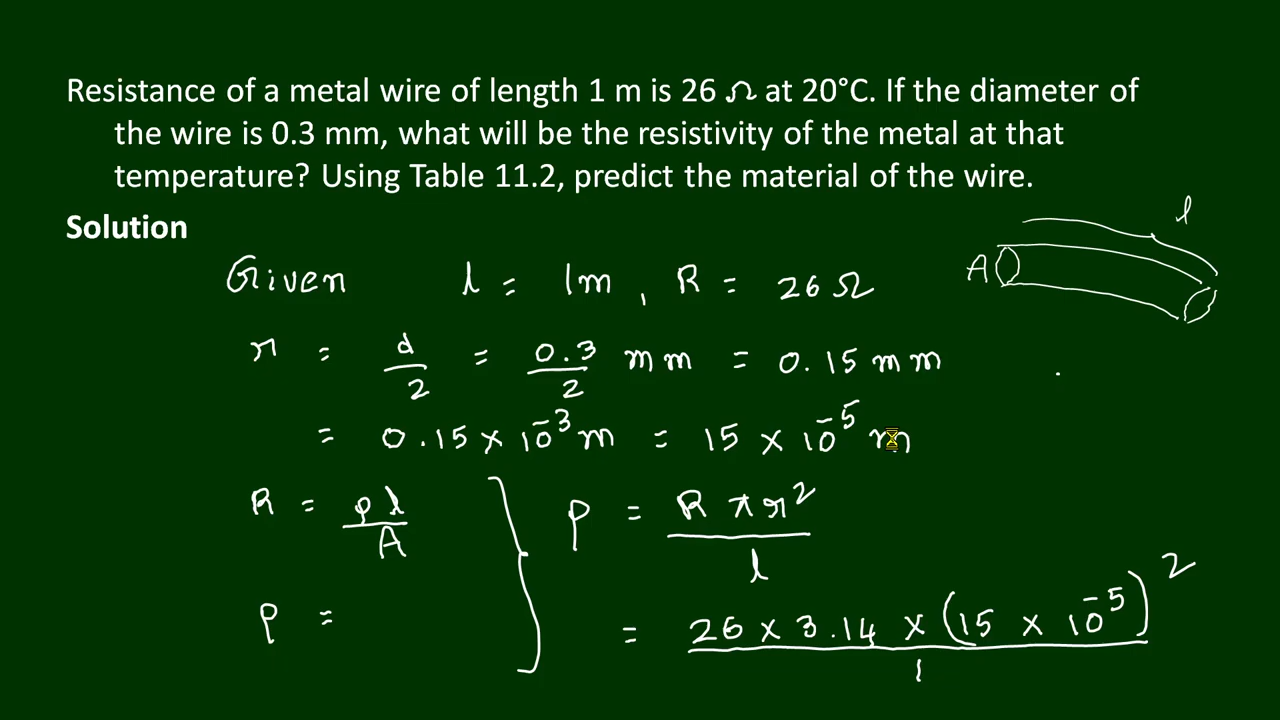 Resistance of a metal wire of length 1 m is 26 Ω at 20°C. If the diameter of
the wire is 0.3 mm, what will be the resistivity of the metal at that
temperature? Using Table 11.2, predict the material of the wire.
Solution
l
A
Given l = 1m , R = 26 Ω
r = d/2 = 0.3/2 mm = 0.15 mm
= 0.15 × 10⁻³ m = 15 × 10⁻⁵ m
R = ρl/A
ρ =
ρ = Rπr²/l
= 26 × 3.14 × (15 × 10⁻⁵)²/1